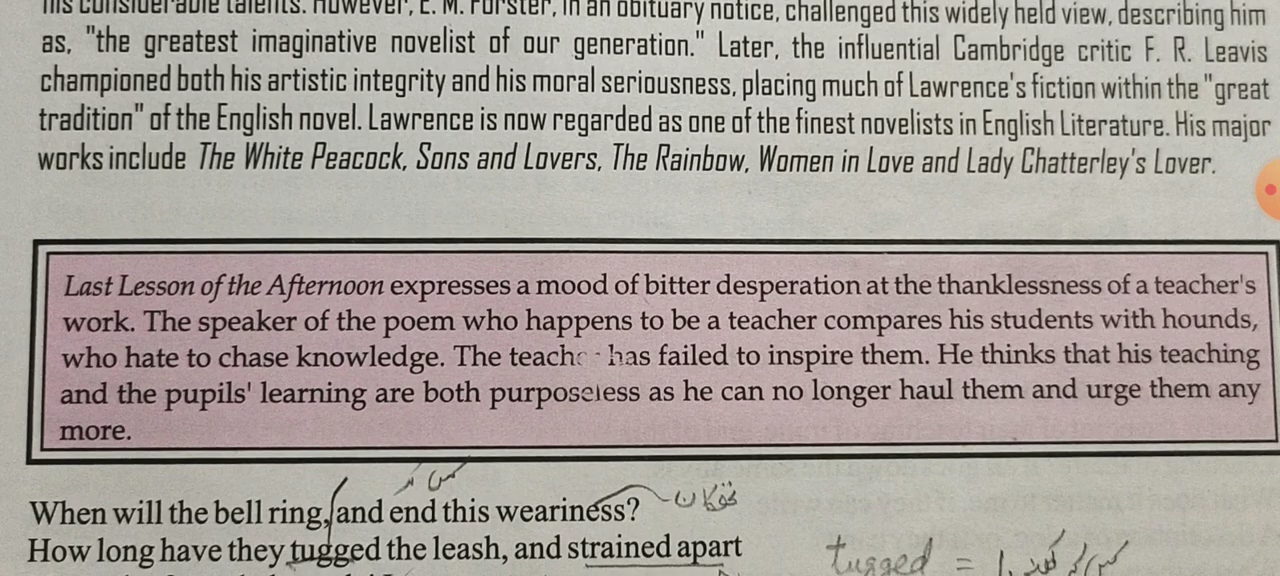 his considerable talents. However, E. M. Forster, in an obituary notice, challenged this widely held view, describing him
as, "the greatest imaginative novelist of our generation." Later, the influential Cambridge critic F. R. Leavis
championed both his artistic integrity and his moral seriousness, placing much of Lawrence's fiction within the "great
tradition" of the English novel. Lawrence is now regarded as one of the finest novelists in English Literature. His major
works include The White Peacock, Sons and Lovers, The Rainbow, Women in Love and Lady Chatterley's Lover.
Last Lesson of the Afternoon expresses a mood of bitter desperation at the thanklessness of a teacher's
work. The speaker of the poem who happens to be a teacher compares his students with hounds,
who hate to chase knowledge. The teacher has failed to inspire them. He thinks that his teaching
and the pupils' learning are both purposeless as he can no longer haul them and urge them any
more.
When will the bell ring, and end this weariness?
How long have they tugged the leash, and strained apart
tugged =